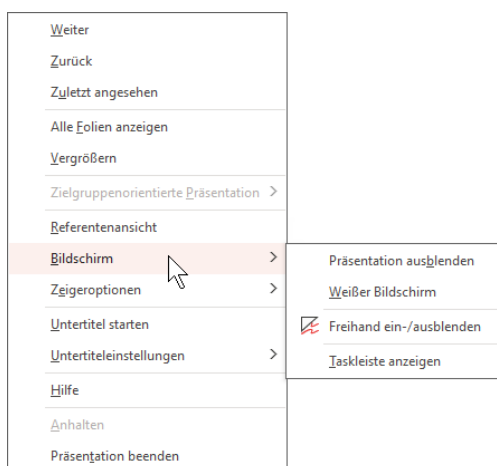 Weiter
Zurück
Zuletzt angesehen
Alle Folien anzeigen
Vergrößern
Zielgruppenorientierte Präsentation
Referentenansicht
Bildschirm
Zeigeroptionen
Untertitel starten
Untertiteleinstellungen
Hilfe
Anhalten
Präsentation beenden
Präsentation ausblenden
Weißer Bildschirm
Freihand ein-/ausblenden
Taskleiste anzeigen